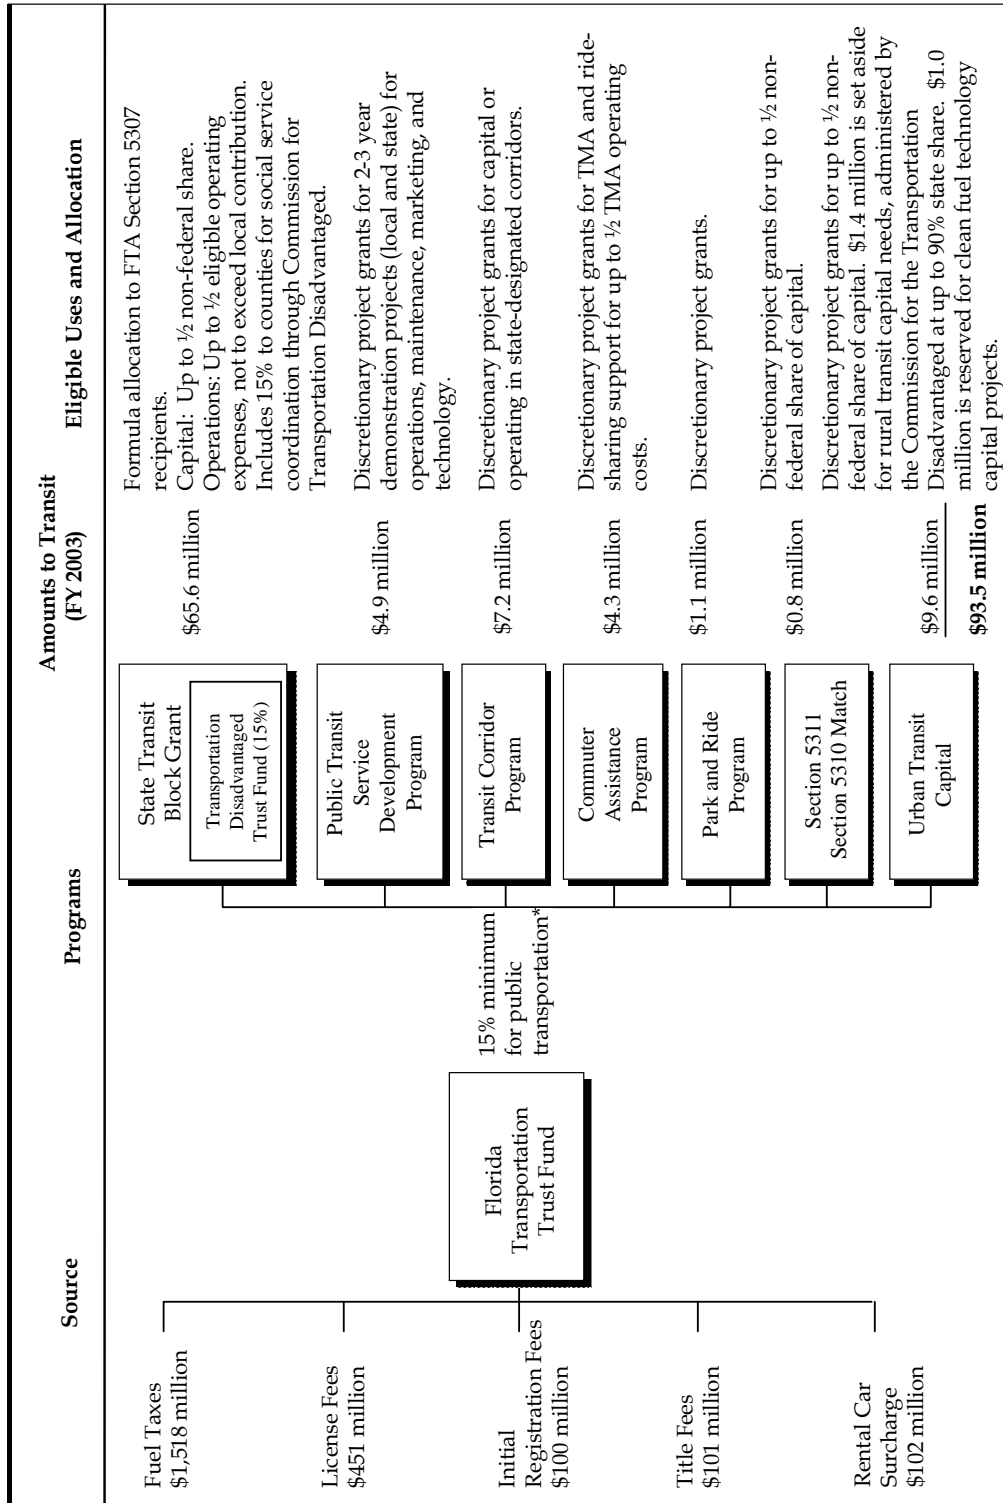 Source
Programs
Amounts to Transit
(FY 2003)
Eligible Uses and Allocation
Fuel Taxes
$1,518 million
License Fees
$451 million
Initial
Registration Fees
$100 million
Title Fees
$101 million
Rental Car
Surcharge
$102 million
Florida
Transportation
Trust Fund
15% minimum
for public
transportation*
State Transit
Block Grant
Transportation
Disadvantaged
Trust Fund (15%)
$65.6 million
Formula allocation to FTA Section 5307
recipients.
Capital: Up to ½ non-federal share.
Operations: Up to ½ eligible operating
expenses, not to exceed local contribution.
Includes 15% to counties for social service
coordination through Commission for
Transportation Disadvantaged.
Public Transit
Service
Development
Program
$4.9 million
Discretionary project grants for 2-3 year
demonstration projects (local and state) for
operations, maintenance, marketing, and
technology.
Transit Corridor
Program
$7.2 million
Discretionary project grants for capital or
operating in state-designated corridors.
Commuter
Assistance
Program
$4.3 million
Discretionary project grants for TMA and ride-
sharing support for up to ½ TMA operating
costs.
Park and Ride
Program
$1.1 million
Discretionary project grants.
Section 5311
Section 5310 Match
$0.8 million
Discretionary project grants for up to ½ non-
federal share of capital.
Urban Transit
Capital
$9.6 million
Discretionary project grants for up to ½ non-
federal share of capital. $1.4 million is set aside
for rural transit capital needs, administered by
the Commission for the Transportation
Disadvantaged at up to 90% state share. $1.0
million is reserved for clean fuel technology
capital projects.
$93.5 million